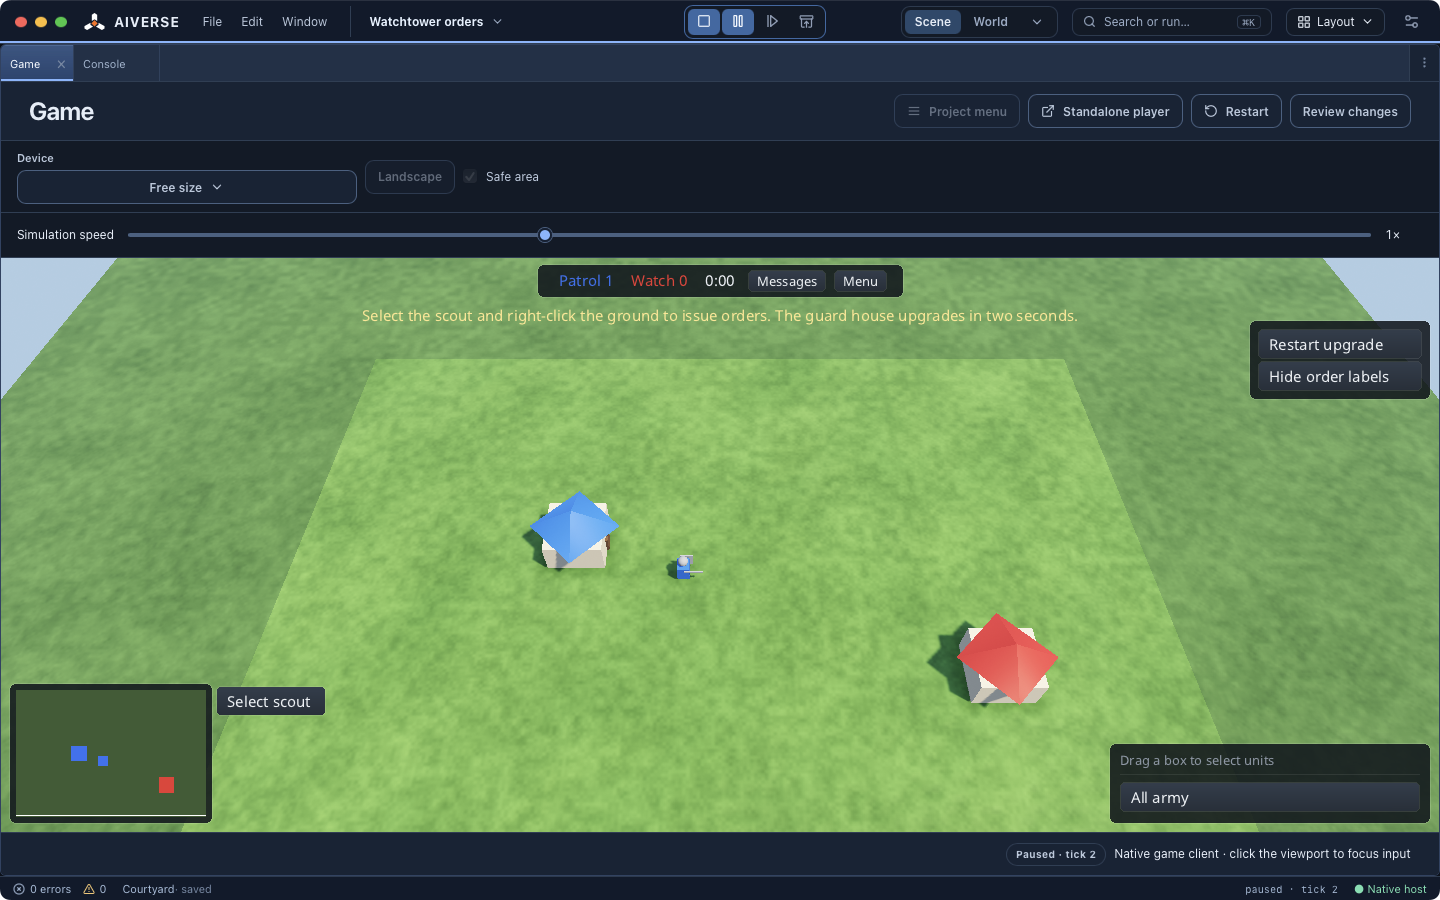 AIVERSE File Edit Window Watchtower orders Scene World Search or run... ⌘K Layout
Game Console
Game Project menu Standalone player Restart Review changes
Device
Free size Landscape Safe area
Simulation speed 1×
Patrol 1 Watch 0 0:00 Messages Menu
Select the scout and right-click the ground to issue orders. The guard house upgrades in two seconds.
Restart upgrade
Hide order labels
Select scout
Drag a box to select units
All army
Paused · tick 2 Native game client · click the viewport to focus input
0 errors 0 Courtyard · saved paused · tick 2 Native host